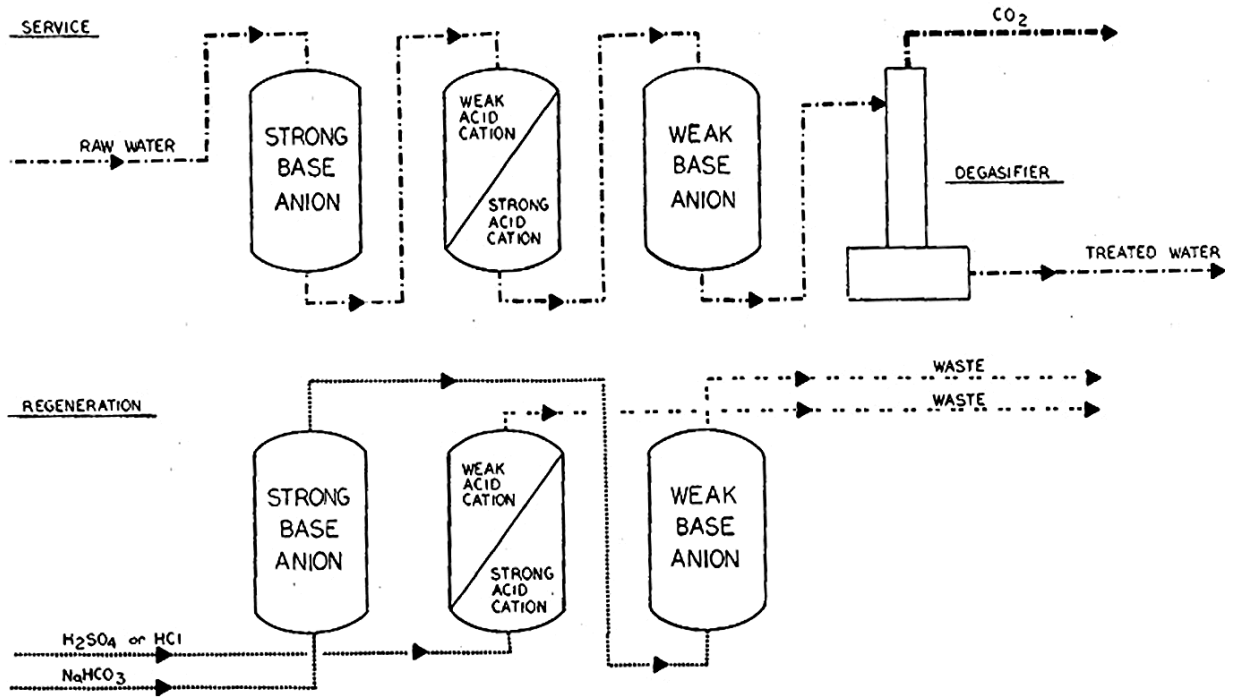 SERVICE
CO2
RAW WATER
STRONG
BASE
ANION
WEAK
ACID
CATION
STRONG
ACID
CATION
WEAK
BASE
ANION
DEGASIFIER
TREATED WATER
REGENERATION
WASTE
WASTE
STRONG
BASE
ANION
WEAK
ACID
CATION
STRONG
ACID
CATION
WEAK
BASE
ANION
H2SO4 or HCl
NaHCO3